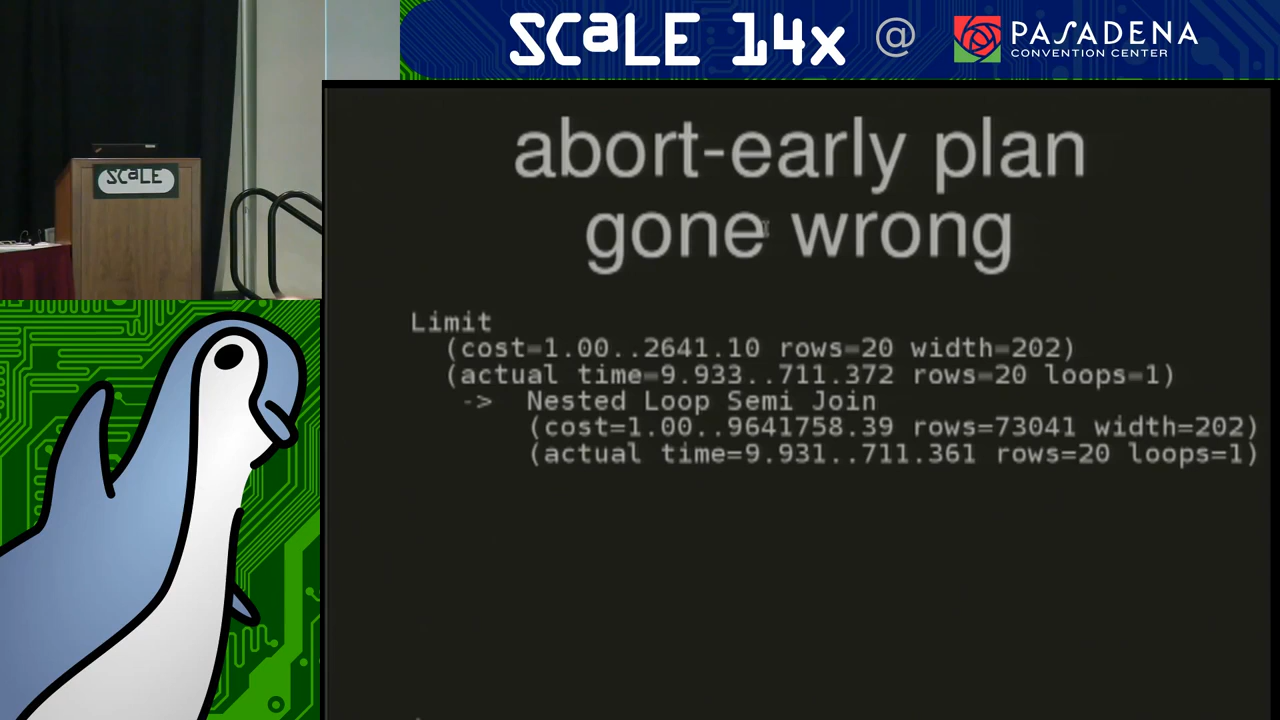 SCALE 14x @ PASADENA
CONVENTION CENTER
SCALE
abort-early plan
gone wrong
Limit
(cost=1.00..2641.10 rows=20 width=202)
(actual time=9.933..711.372 rows=20 loops=1)
-> Nested Loop Semi Join
(cost=1.00..9641758.39 rows=73041 width=202)
(actual time=9.931..711.361 rows=20 loops=1)